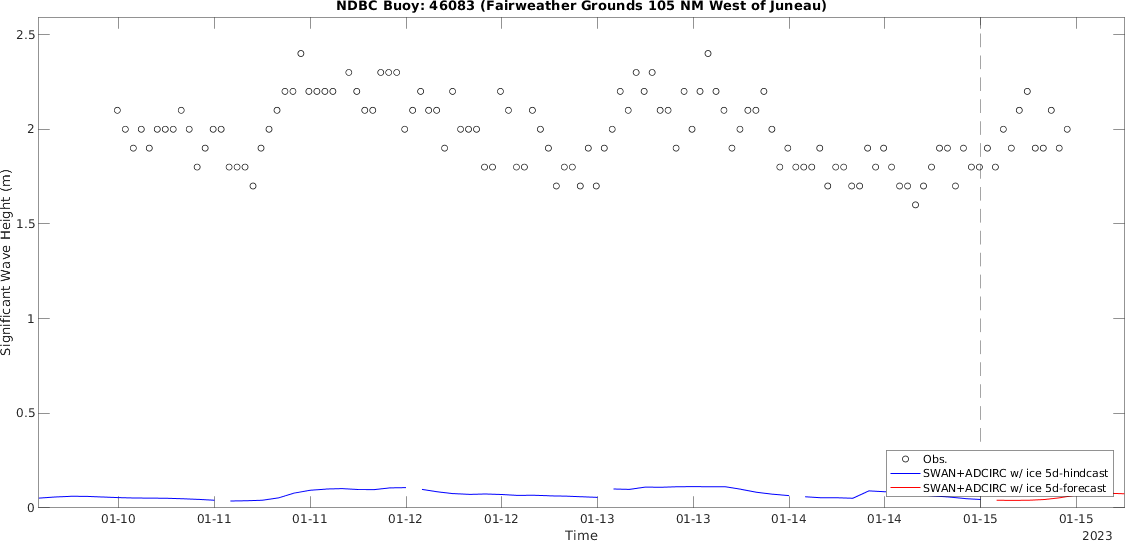 NDBC Buoy: 46083 (Fairweather Grounds 105 NM West of Juneau)
Significant Wave Height (m)
2.5
2
1.5
1
0.5
0
Obs.
SWAN+ADCIRC w/ ice 5d-hindcast
SWAN+ADCIRC w/ ice 5d-forecast
01-10 01-11 01-11 01-12 01-12 01-13 01-13 01-14 01-14 01-15 01-15
Time
2023